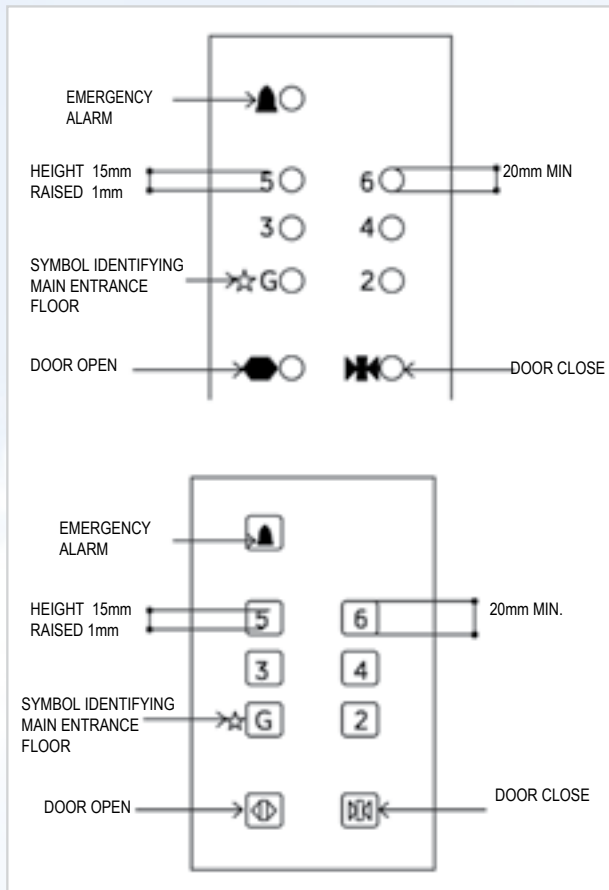 EMERGENCY
ALARM
HEIGHT 15mm
RAISED 1mm
5
6
20mm MIN
3
4
SYMBOL IDENTIFYING
MAIN ENTRANCE
FLOOR
G
2
DOOR OPEN
DOOR CLOSE
EMERGENCY
ALARM
HEIGHT 15mm
RAISED 1mm
5
6
20mm MIN.
3
4
SYMBOL IDENTIFYING
MAIN ENTRANCE
FLOOR
G
2
DOOR OPEN
DOOR CLOSE